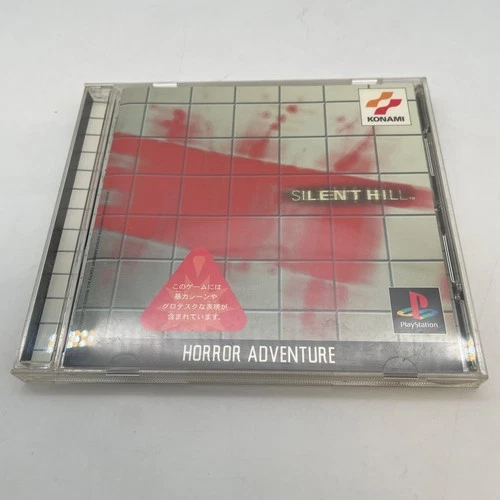 KONAMI
SILENT HILL
このゲームには
暴力シーンや
グロテスクな表現が
含まれています。
PlayStation
HORROR ADVENTURE